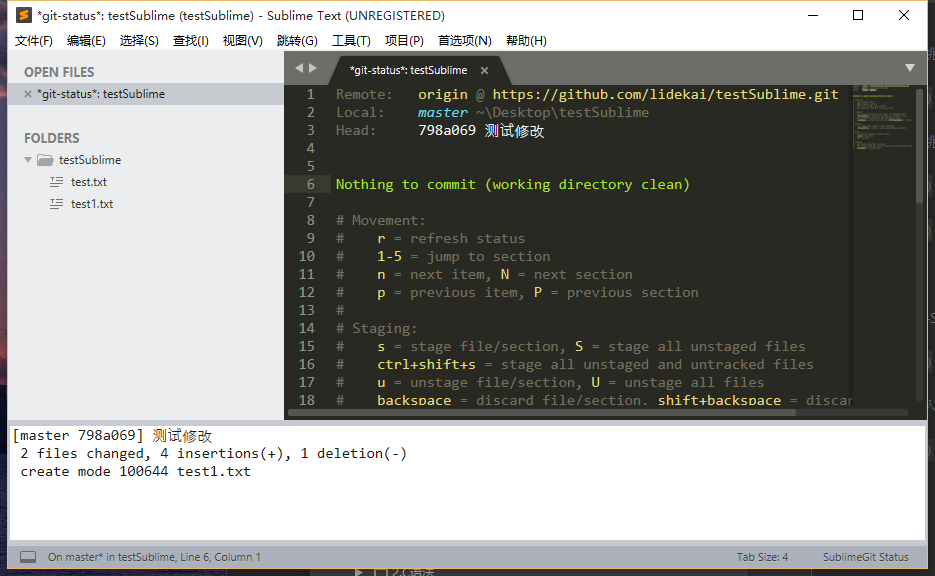 *git-status*: testSublime (testSublime) - Sublime Text (UNREGISTERED)
文件(F) 编辑(E) 选择(S) 查找(I) 视图(V) 跳转(G) 工具(T) 项目(P) 首选项(N) 帮助(H)
OPEN FILES
*git-status*: testSublime
FOLDERS
testSublime
test.txt
test1.txt
*git-status*: testSublime
1 Remote: origin @ https://github.com/lidekai/testSublime.git
2 Local: master ~\Desktop\testSublime
3 Head: 798a069 测试修改
4
5
6 Nothing to commit (working directory clean)
7
8 # Movement:
9 # r = refresh status
10 # 1-5 = jump to section
11 # n = next item, N = next section
12 # p = previous item, P = previous section
13 #
14 # Staging:
15 # s = stage file/section, S = stage all unstaged files
16 # ctrl+shift+s = stage all unstaged and untracked files
17 # u = unstage file/section, U = unstage all files
18 # backspace = discard file/section, shift+backspace = discar
[master 798a069] 测试修改
2 files changed, 4 insertions(+), 1 deletion(-)
create mode 100644 test1.txt
On master* in testSublime, Line 6, Column 1
Tab Size: 4
SublimeGit Status